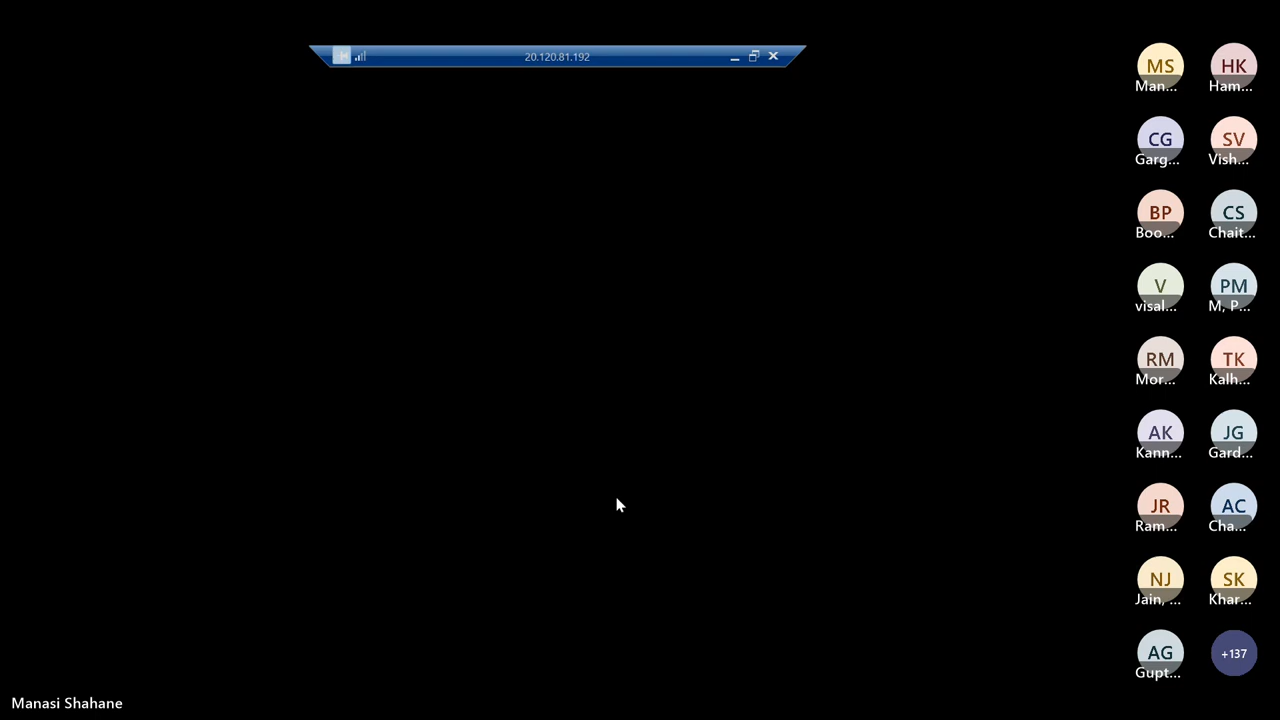 20.120.81.192
MS HK
Man... Ham...
CG SV
Garg... Vish...
BP CS
Boo... Chait...
V PM
visal... M, P...
RM TK
Mor... Kalh...
AK JG
Kann... Gard...
JR AC
Ram... Cha...
NJ SK
Jain, ... Khar...
AG +137
Gupt...
Manasi Shahane